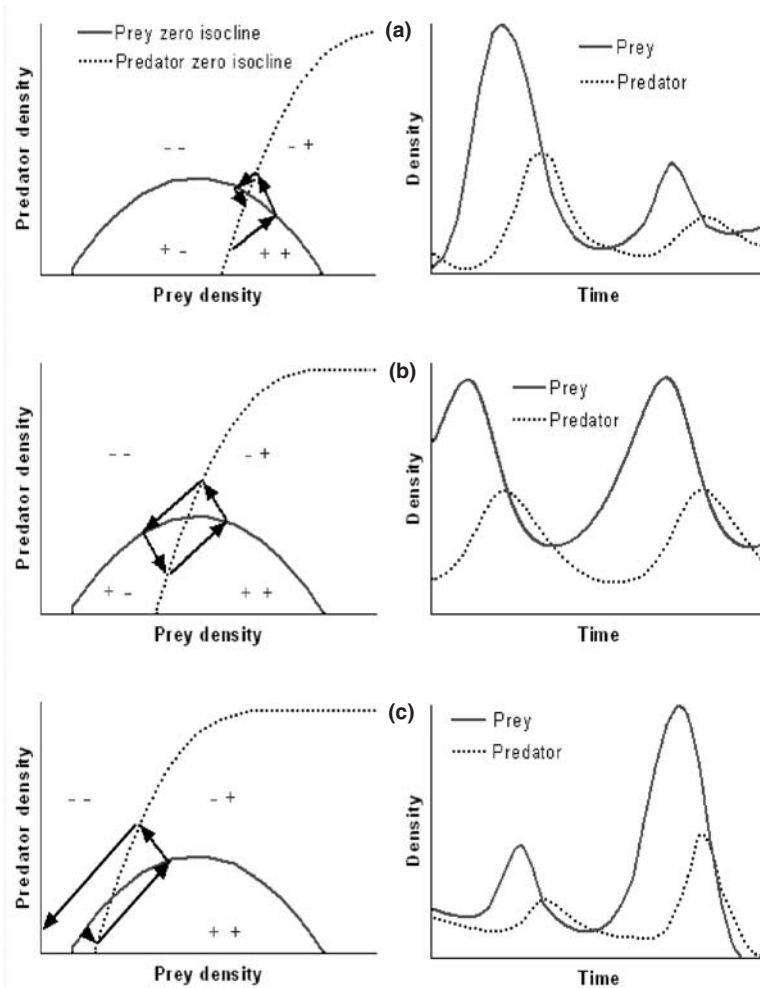 Prey zero isocline
Predator zero isocline
(a)
Predator density
- -
- +
+ -
+ +
Prey density
Prey
Predator
Density
Time
(b)
Predator density
- -
- +
+ -
+ +
Prey density
Prey
Predator
Density
Time
(c)
Predator density
- -
- +
+ +
Prey density
Prey
Predator
Density
Time